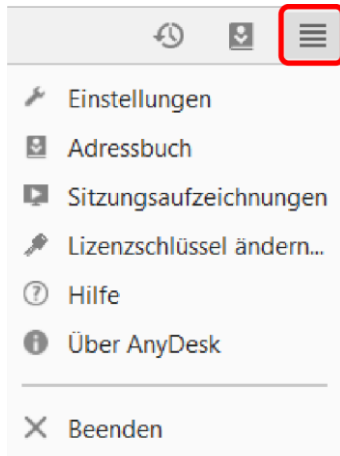 Einstellungen
Adressbuch
Sitzungsaufzeichnungen
Lizenzschlüssel ändern...
Hilfe
Über AnyDesk
Beenden